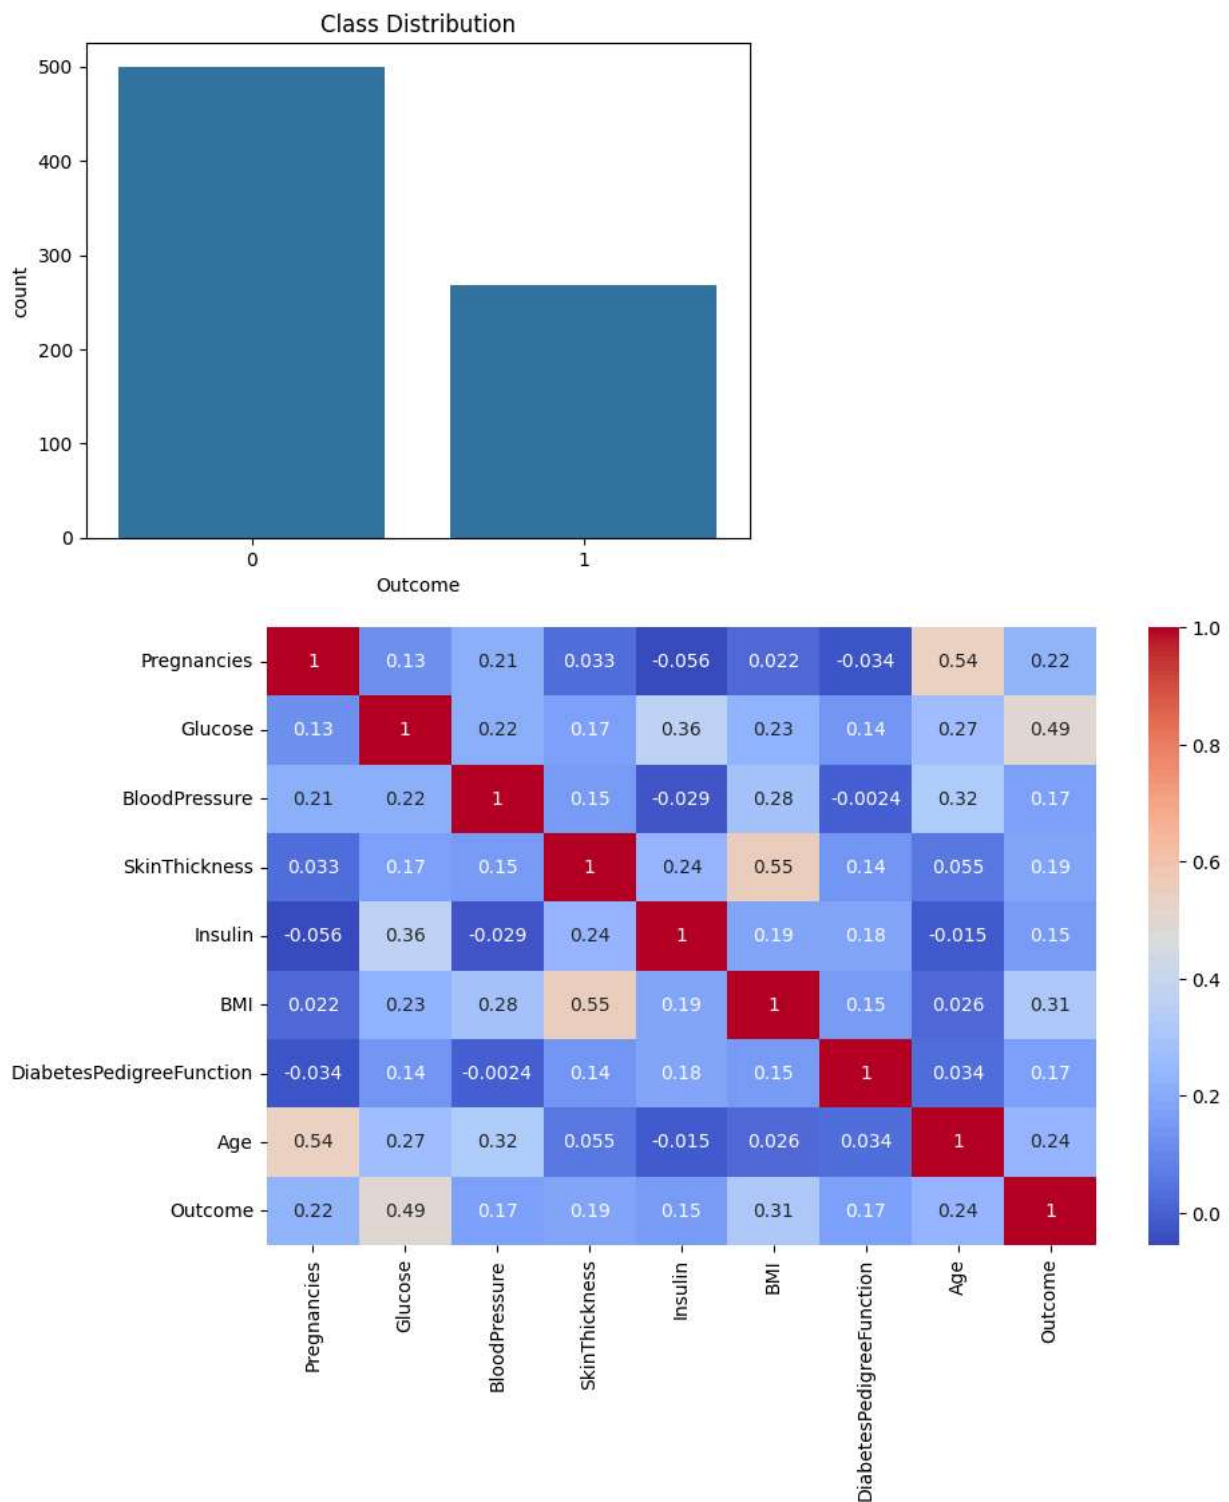 Class Distribution
500
400
300
200
100
0
count
0 1
Outcome
Pregnancies 1 0.13 0.21 0.033 -0.056 0.022 -0.034 0.54 0.22
Glucose 0.13 1 0.22 0.17 0.36 0.23 0.14 0.27 0.49
BloodPressure 0.21 0.22 1 0.15 -0.029 0.28 -0.0024 0.32 0.17
SkinThickness 0.033 0.17 0.15 1 0.24 0.55 0.14 0.055 0.19
Insulin -0.056 0.36 -0.029 0.24 1 0.19 0.18 -0.015 0.15
BMI 0.022 0.23 0.28 0.55 0.19 1 0.15 0.026 0.31
DiabetesPedigreeFunction -0.034 0.14 -0.0024 0.14 0.18 0.15 1 0.034 0.17
Age 0.54 0.27 0.32 0.055 -0.015 0.026 0.034 1 0.24
Outcome 0.22 0.49 0.17 0.19 0.15 0.31 0.17 0.24 1
Pregnancies
Glucose
BloodPressure
SkinThickness
Insulin
BMI
DiabetesPedigreeFunction
Age
Outcome
1.0
0.8
0.6
0.4
0.2
0.0